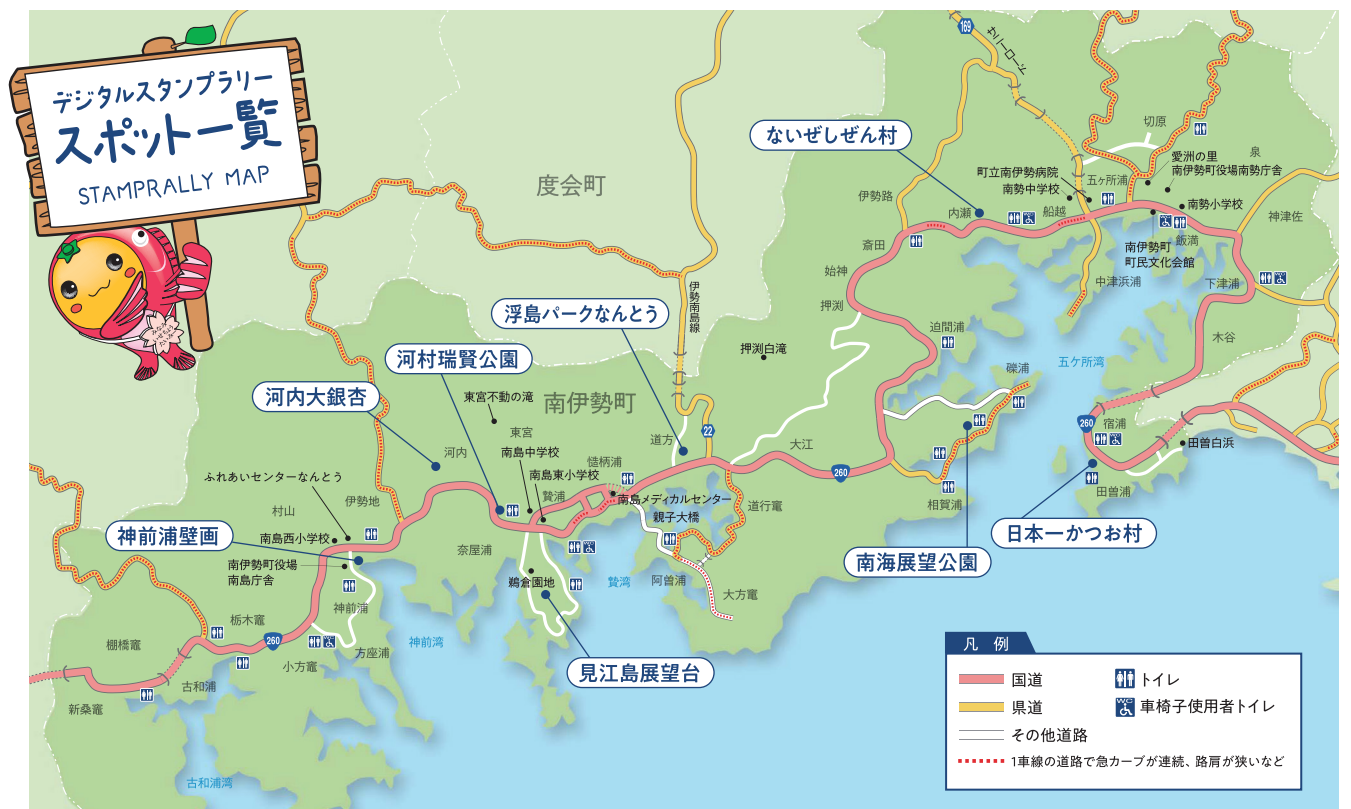 デジタルスタンプラリー
スポット一覧
STAMPRALLY MAP
169
サニーロード
切原
泉
ないぜしぜん村
愛洲の里
南伊勢町役場南勢庁舎
町立南伊勢病院
南勢中学校
五ヶ所浦
度会町
伊勢路
内瀬
船越
南勢小学校
神津佐
斎田
南伊勢町
町民文化会館
飯満
始神
中津浜浦
下津浦
伊勢南島線
押渕
浮島パークなんとう
迫間浦
木谷
押渕白滝
河村瑞賢公園
五ケ所湾
礫浦
河内大銀杏
東宮不動の滝
南伊勢町
22
260
宿浦
東宮
道方
大江
田曽白浜
河内
南島中学校
慥柄浦
南島東小学校
260
ふれあいセンターなんとう
贄浦
南島メディカルセンター
田曽浦
伊勢地
親子大橋
道行竈
相賀浦
村山
神前浦壁画
南島西小学校
日本一かつお村
奈屋浦
南海展望公園
南伊勢町役場
南島庁舎
鵜倉園地
贄湾
阿曽浦
大方竈
神前浦
栃木竈
260
棚橋竈
神前湾
方座浦
小方竈
見江島展望台
古和浦
新桑竈
古和浦湾
凡 例
国道
トイレ
県道
WC
車椅子使用者トイレ
その他道路
1車線の道路で急カーブが連続、路肩が狭いなど